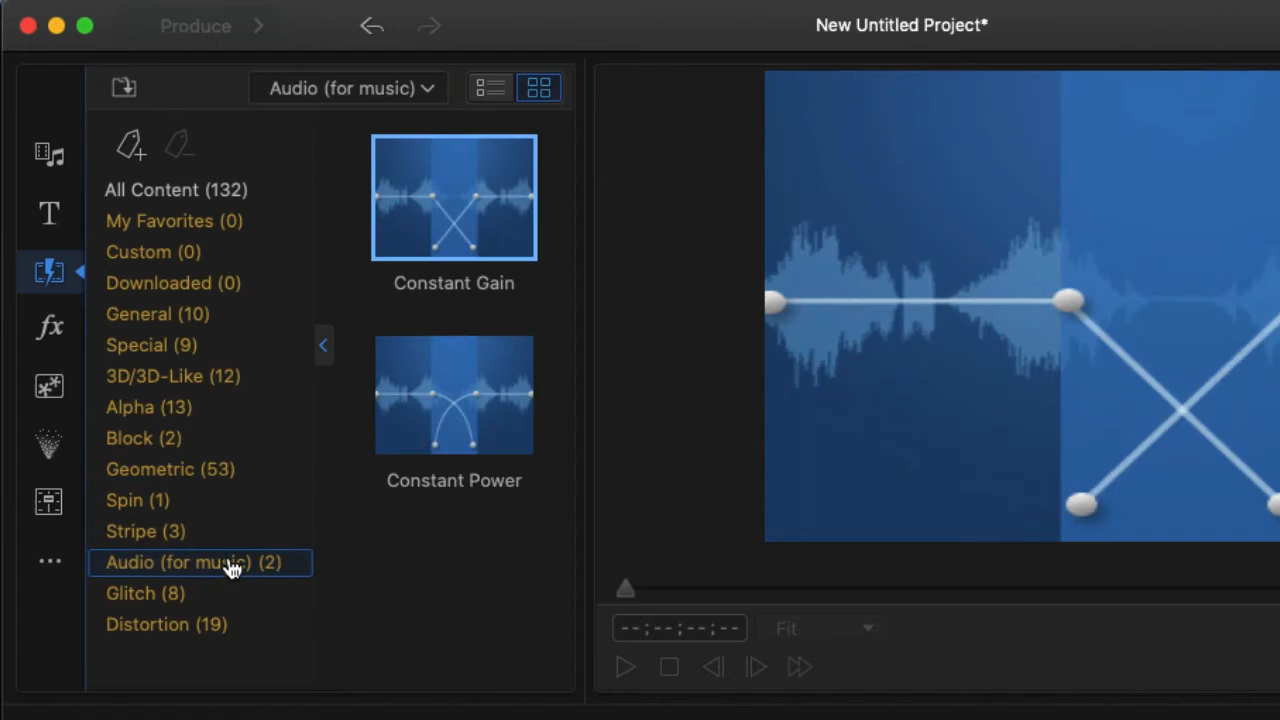 Produce
New Untitled Project*
Audio (for music)
All Content (132)
My Favorites (0)
Custom (0)
Downloaded (0)
General (10)
Special (9)
3D/3D-Like (12)
Alpha (13)
Block (2)
Geometric (53)
Spin (1)
Stripe (3)
Audio (for music) (2)
Glitch (8)
Distortion (19)
Constant Gain
Constant Power
T
fx
--;--;--;--
Fit